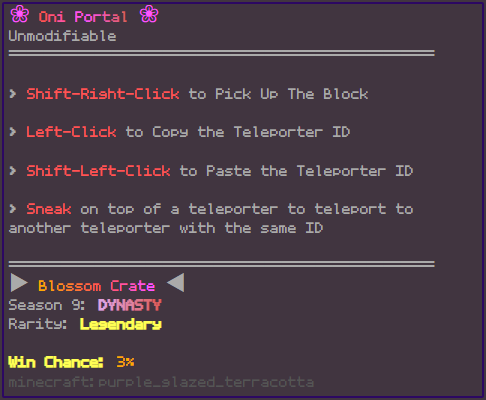 ❀ Oni Portal ❀
Unmodifiable
> Shift-Right-Click to Pick Up The Block
> Left-Click to Copy the Teleporter ID
> Shift-Left-Click to Paste the Teleporter ID
> Sneak on top of a teleporter to teleport to
another teleporter with the same ID
▶ Blossom Crate ◀
Season 9: DYNASTY
Rarity: Legendary
Win Chance: 3%
minecraft:purple_glazed_terracotta